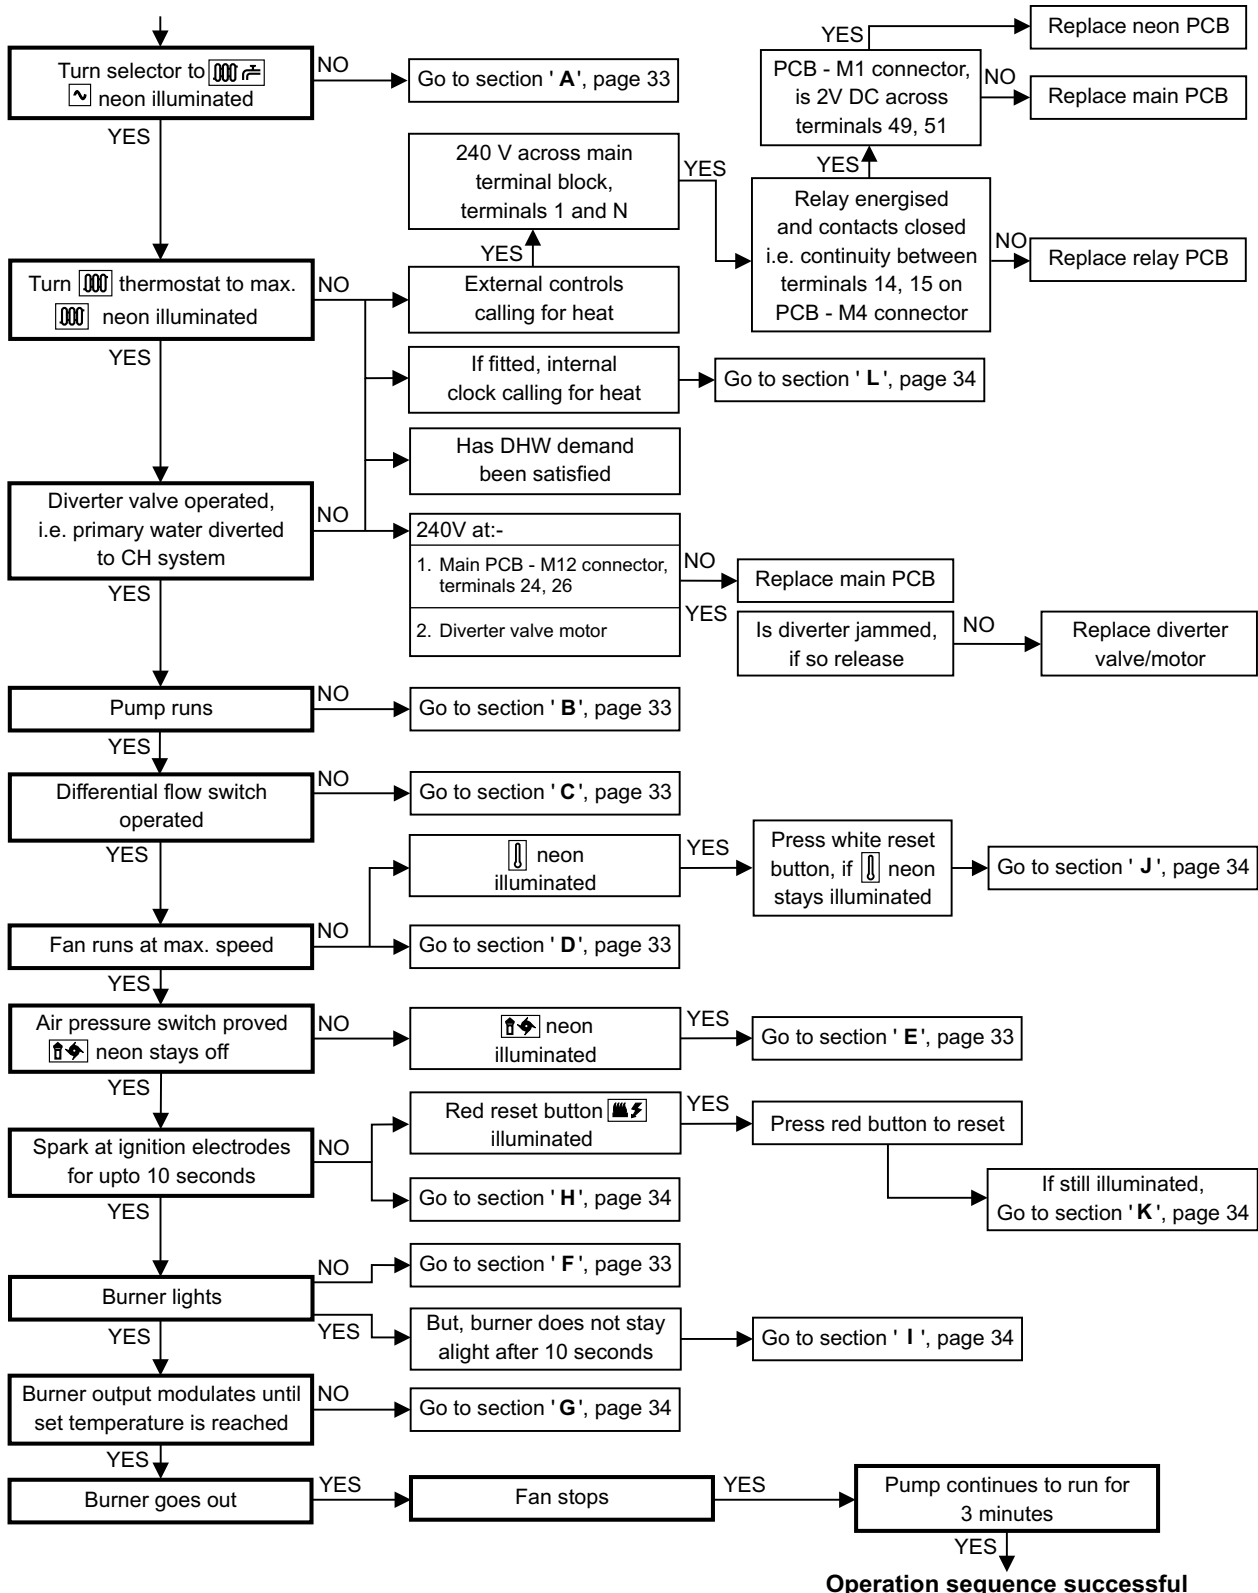 Turn selector to
neon illuminated
NO
Go to section ' A', page 33
YES
YES
Replace neon PCB
PCB - M1 connector,
is 2V DC across
terminals 49, 51
NO
Replace main PCB
240 V across main
terminal block,
terminals 1 and N
YES
YES
Relay energised
and contacts closed
i.e. continuity between
terminals 14, 15 on
PCB - M4 connector
NO
Replace relay PCB
YES
Turn thermostat to max.
neon illuminated
NO
External controls
calling for heat
YES
If fitted, internal
clock calling for heat
Go to section ' L', page 34
Has DHW demand
been satisfied
Diverter valve operated,
i.e. primary water diverted
to CH system
NO
240V at:-
1. Main PCB - M12 connector,
terminals 24, 26
2. Diverter valve motor
NO
Replace main PCB
YES
Is diverter jammed,
if so release
NO
Replace diverter
valve/motor
YES
Pump runs
NO
Go to section ' B', page 33
YES
Differential flow switch
operated
NO
Go to section ' C', page 33
YES
neon
illuminated
YES
Press white reset
button, if neon
stays illuminated
Go to section ' J', page 34
Fan runs at max. speed
NO
Go to section ' D', page 33
YES
Air pressure switch proved
neon stays off
NO
neon
illuminated
YES
Go to section ' E', page 33
YES
Spark at ignition electrodes
for upto 10 seconds
NO
Red reset button
illuminated
YES
Press red button to reset
Go to section ' H', page 34
If still illuminated,
Go to section ' K', page 34
YES
Burner lights
NO
Go to section ' F', page 33
YES
But, burner does not stay
alight after 10 seconds
Go to section ' I ', page 34
YES
Burner output modulates until
set temperature is reached
NO
Go to section ' G', page 34
YES
Burner goes out
YES
Fan stops
YES
Pump continues to run for
3 minutes
YES
Operation sequence successful